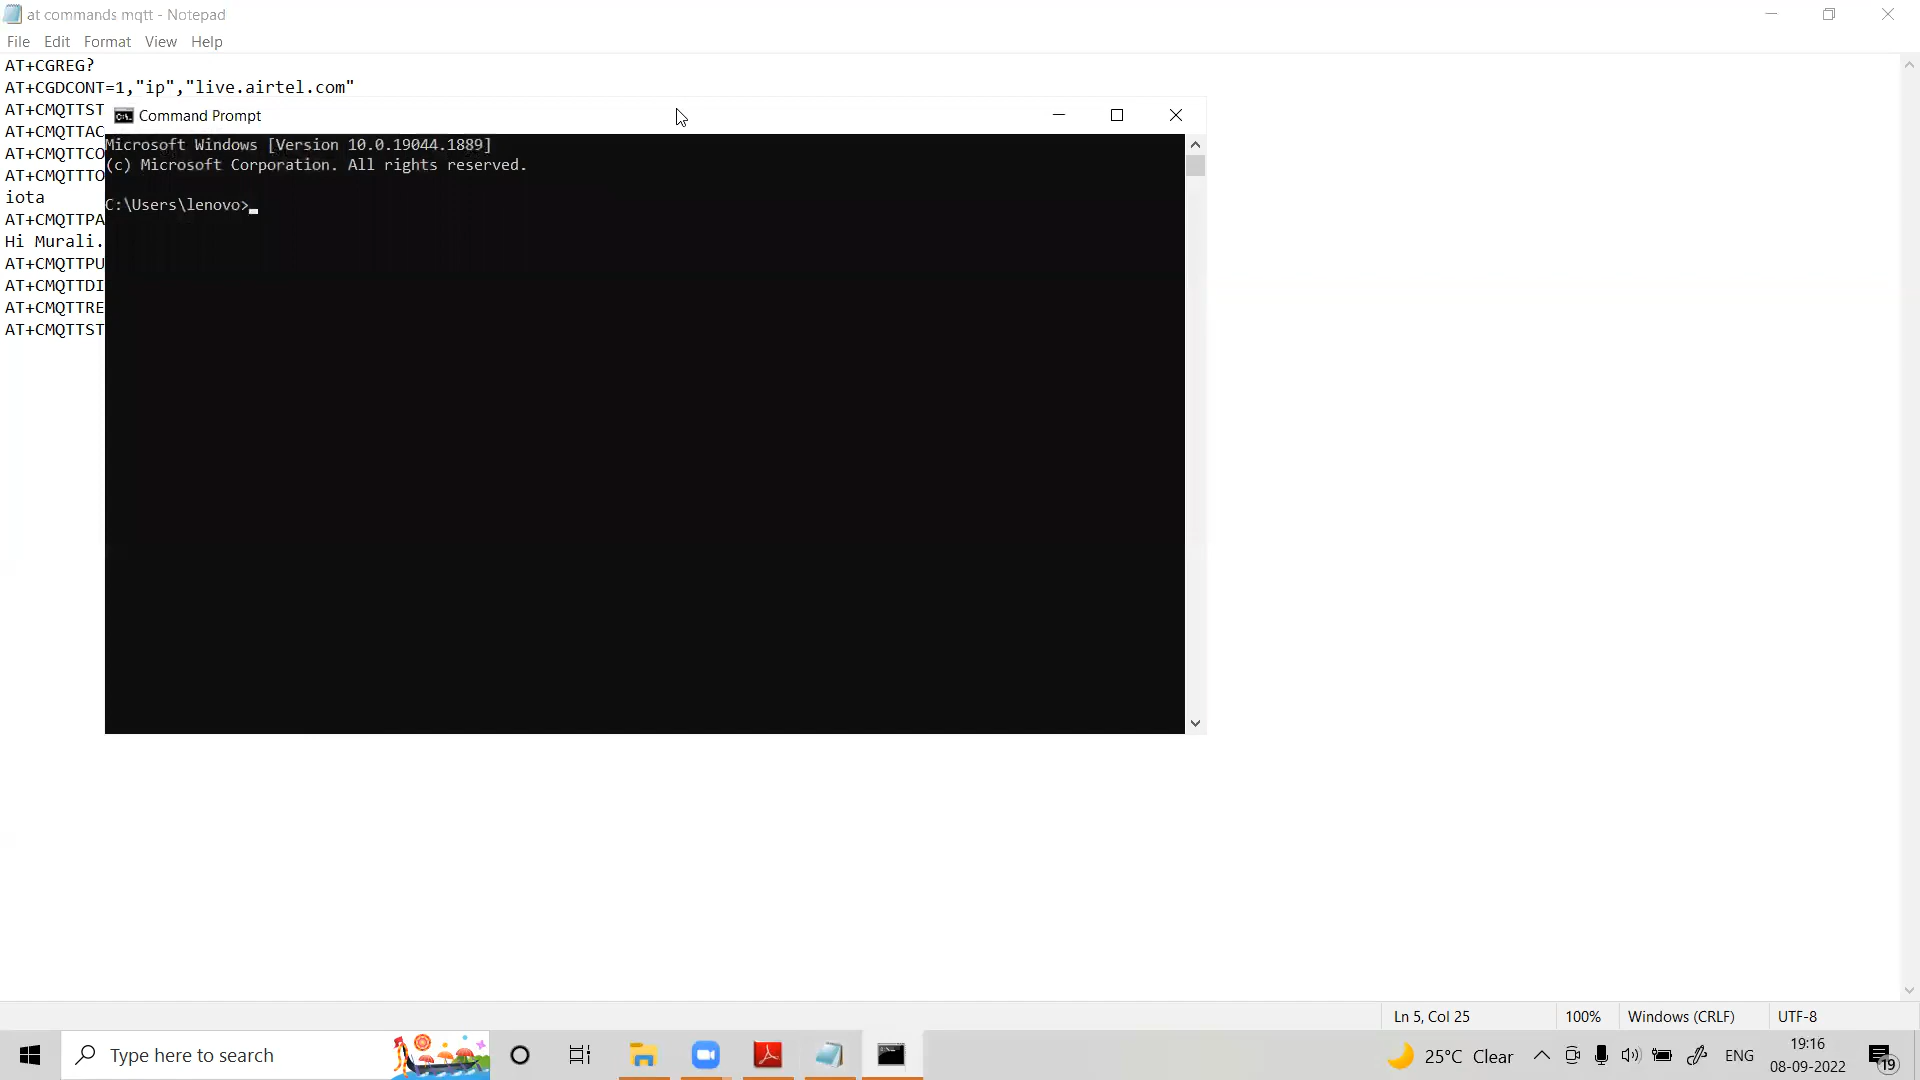 at commands mqtt - Notepad
File Edit Format View Help
AT+CGREG?
AT+CGDCONT=1,"ip","live.airtel.com"
AT+CMQTTST
AT+CMQTTAC
AT+CMQTTCO
AT+CMQTTTO
iota
AT+CMQTTPA
Hi Murali.
AT+CMQTTPU
AT+CMQTTDI
AT+CMQTTRE
AT+CMQTTST
Command Prompt
Microsoft Windows [Version 10.0.19044.1889]
(c) Microsoft Corporation. All rights reserved.
C:\Users\lenovo>
Ln 5, Col 25 100% Windows (CRLF) UTF-8
Type here to search
25°C Clear
ENG
19:16
08-09-2022
19